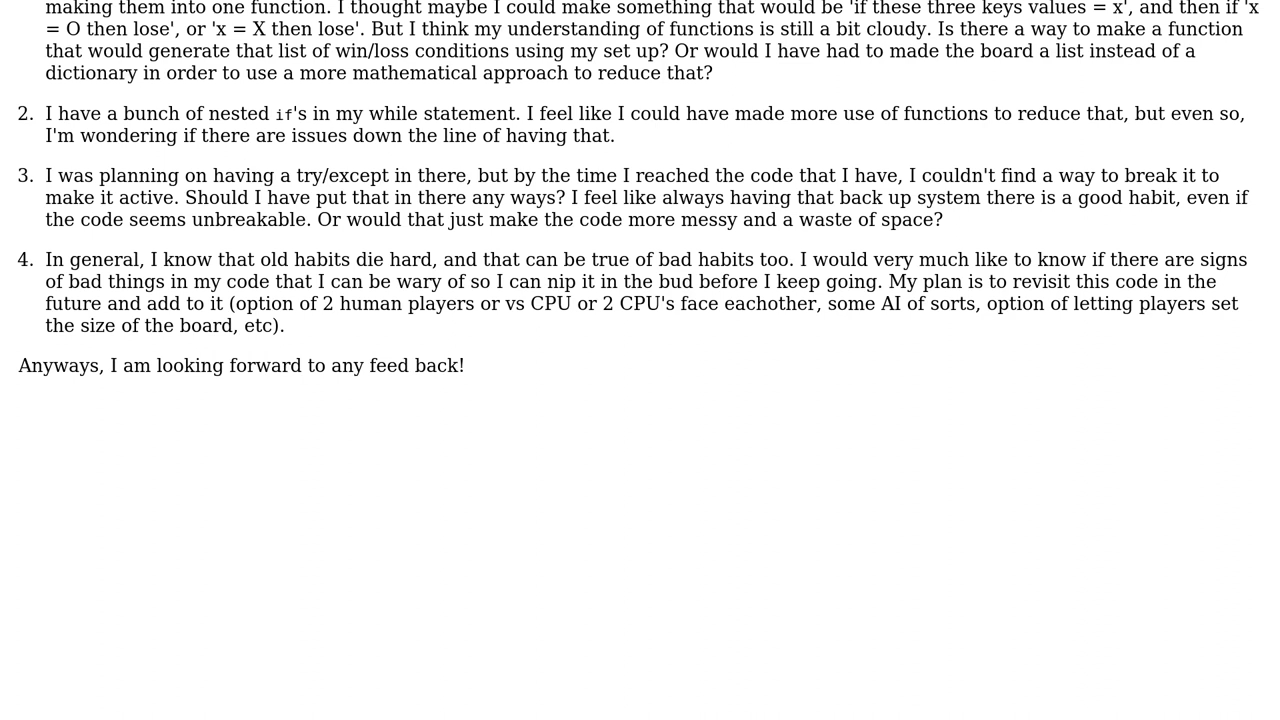 making them into one function. I thought maybe I could make something that would be 'if these three keys values = x', and then if 'x
= O then lose', or 'x = X then lose'. But I think my understanding of functions is still a bit cloudy. Is there a way to make a function
that would generate that list of win/loss conditions using my set up? Or would I have had to made the board a list instead of a
dictionary in order to use a more mathematical approach to reduce that?
2. I have a bunch of nested if's in my while statement. I feel like I could have made more use of functions to reduce that, but even so,
I'm wondering if there are issues down the line of having that.
3. I was planning on having a try/except in there, but by the time I reached the code that I have, I couldn't find a way to break it to
make it active. Should I have put that in there any ways? I feel like always having that back up system there is a good habit, even if
the code seems unbreakable. Or would that just make the code more messy and a waste of space?
4. In general, I know that old habits die hard, and that can be true of bad habits too. I would very much like to know if there are signs
of bad things in my code that I can be wary of so I can nip it in the bud before I keep going. My plan is to revisit this code in the
future and add to it (option of 2 human players or vs CPU or 2 CPU's face eachother, some AI of sorts, option of letting players set
the size of the board, etc).
Anyways, I am looking forward to any feed back!